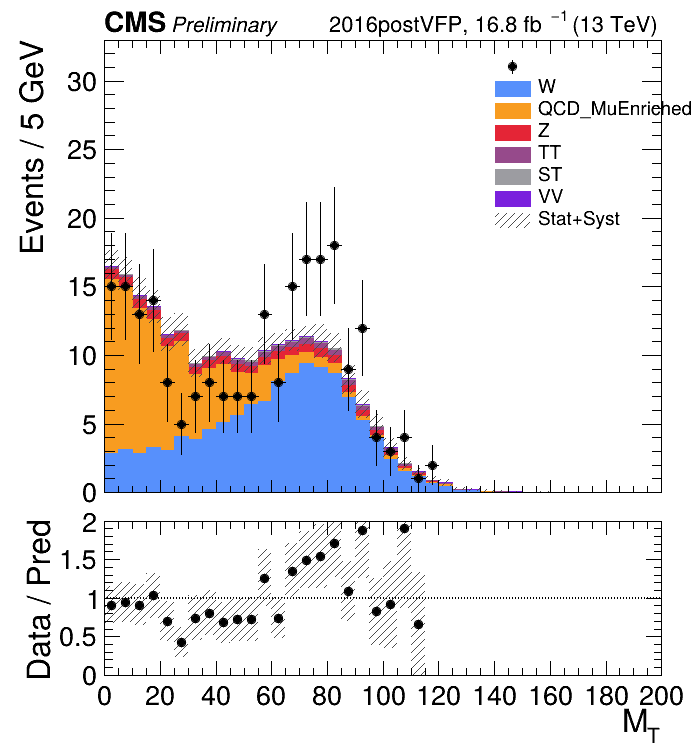 CMS Preliminary 2016postVFP, 16.8 fb -1 (13 TeV)
Events / 5 GeV
30
25
20
15
10
5
0
W
QCD_MuEnriched
Z
TT
ST
VV
Stat+Syst
Data / Pred
2
1.5
1
0.5
0
0 20 40 60 80 100 120 140 160 180 200
M_T